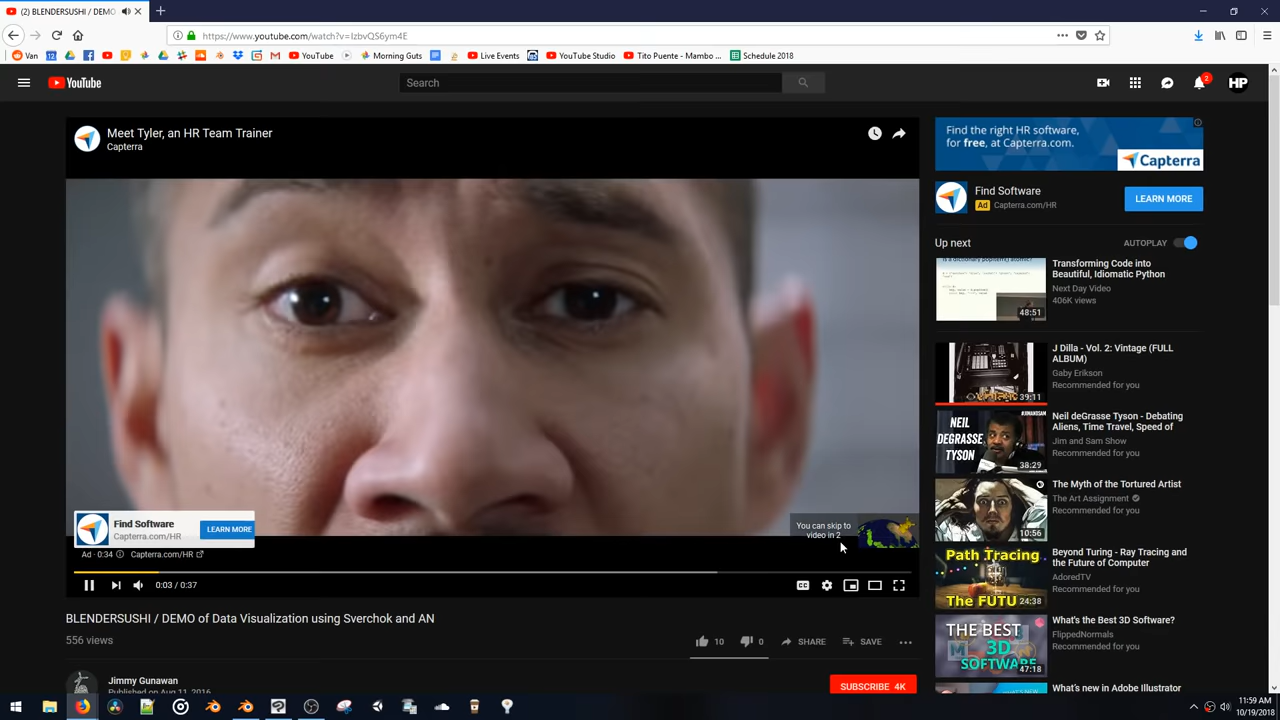 (2) BLENDERSUSHI / DEMO
https://www.youtube.com/watch?v=IzbvQS6ym4E
Van
12
YouTube
Morning Guts
Live Events
YouTube Studio
Tito Puente - Mambo ...
Schedule 2018
YouTube
Search
2
HP
Meet Tyler, an HR Team Trainer
Capterra
Find the right HR software,
for free, at Capterra.com.
Capterra
Find Software
Ad Capterra.com/HR
LEARN MORE
Up next
AUTOPLAY
Transforming Code into
Beautiful, Idiomatic Python
Next Day Video
406K views
48:51
J Dilla - Vol. 2: Vintage (FULL
ALBUM)
Gaby Erikson
Recommended for you
39:11
NEIL
DEGRASSE
TYSON
38:29
Neil deGrasse Tyson - Debating
Aliens, Time Travel, Speed of
Jim and Sam Show
Recommended for you
The Myth of the Tortured Artist
The Art Assignment
Recommended for you
10:56
Path Tracing
The FUTU
24:38
Beyond Turing - Ray Tracing and
the Future of Computer
AdoredTV
Recommended for you
THE BEST
3D
SOFTWARE
47:18
What's the Best 3D Software?
FlippedNormals
Recommended for you
What's new in Adobe Illustrator
Find Software
Capterra.com/HR
LEARN MORE
Ad · 0:34
Capterra.com/HR
You can skip to
video in 2
0:03 / 0:37
CC
BLENDERSUSHI / DEMO of Data Visualization using Sverchok and AN
556 views
10
0
SHARE
SAVE
Jimmy Gunawan
Published on Aug 11, 2016
SUBSCRIBE 4K
11:59 AM
10/19/2018